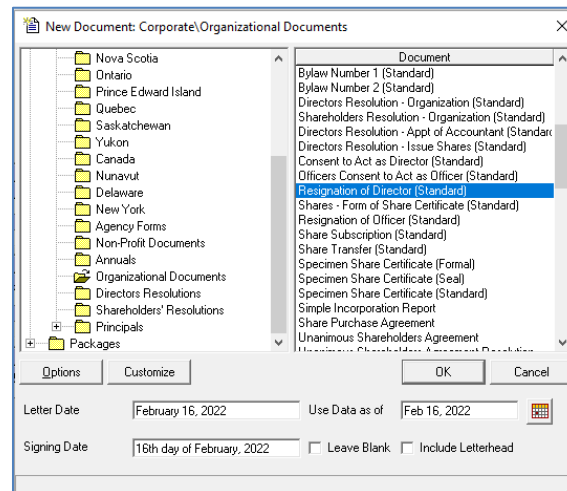 New Document: Corporate\Organizational Documents
Nova Scotia
Ontario
Prince Edward Island
Quebec
Saskatchewan
Yukon
Canada
Nunavut
Delaware
New York
Agency Forms
Non-Profit Documents
Annuals
Organizational Documents
Directors Resolutions
Shareholders' Resolutions
Principals
Packages
Document
Bylaw Number 1 (Standard)
Bylaw Number 2 (Standard)
Directors Resolution - Organization (Standard)
Shareholders Resolution - Organization (Standard)
Directors Resolution - Appt of Accountant (Standard
Directors Resolution - Issue Shares (Standard)
Consent to Act as Director (Standard)
Officers Consent to Act as Officer (Standard)
Resignation of Director (Standard)
Shares - Form of Share Certificate (Standard)
Resignation of Officer (Standard)
Share Subscription (Standard)
Share Transfer (Standard)
Specimen Share Certificate (Formal)
Specimen Share Certificate (Seal)
Specimen Share Certificate (Standard)
Simple Incorporation Report
Share Purchase Agreement
Unanimous Shareholders Agreement
Unanimous Shareholders Agreement Resolution
Options Customize OK Cancel
Letter Date February 16, 2022 Use Data as of Feb 16, 2022
Signing Date 16th day of February, 2022 Leave Blank Include Letterhead